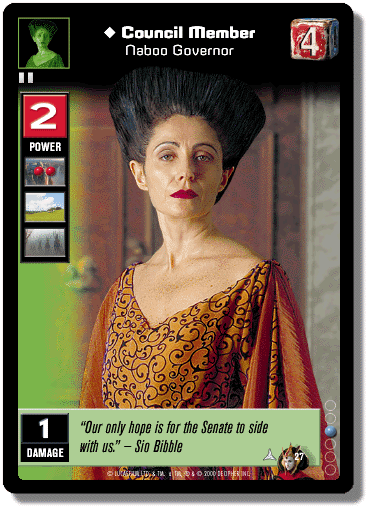 Council Member
Naboo Governor
4
2
POWER
1
DAMAGE
“Our only hope is for the Senate to side
with us.” – Sio Bibble
27